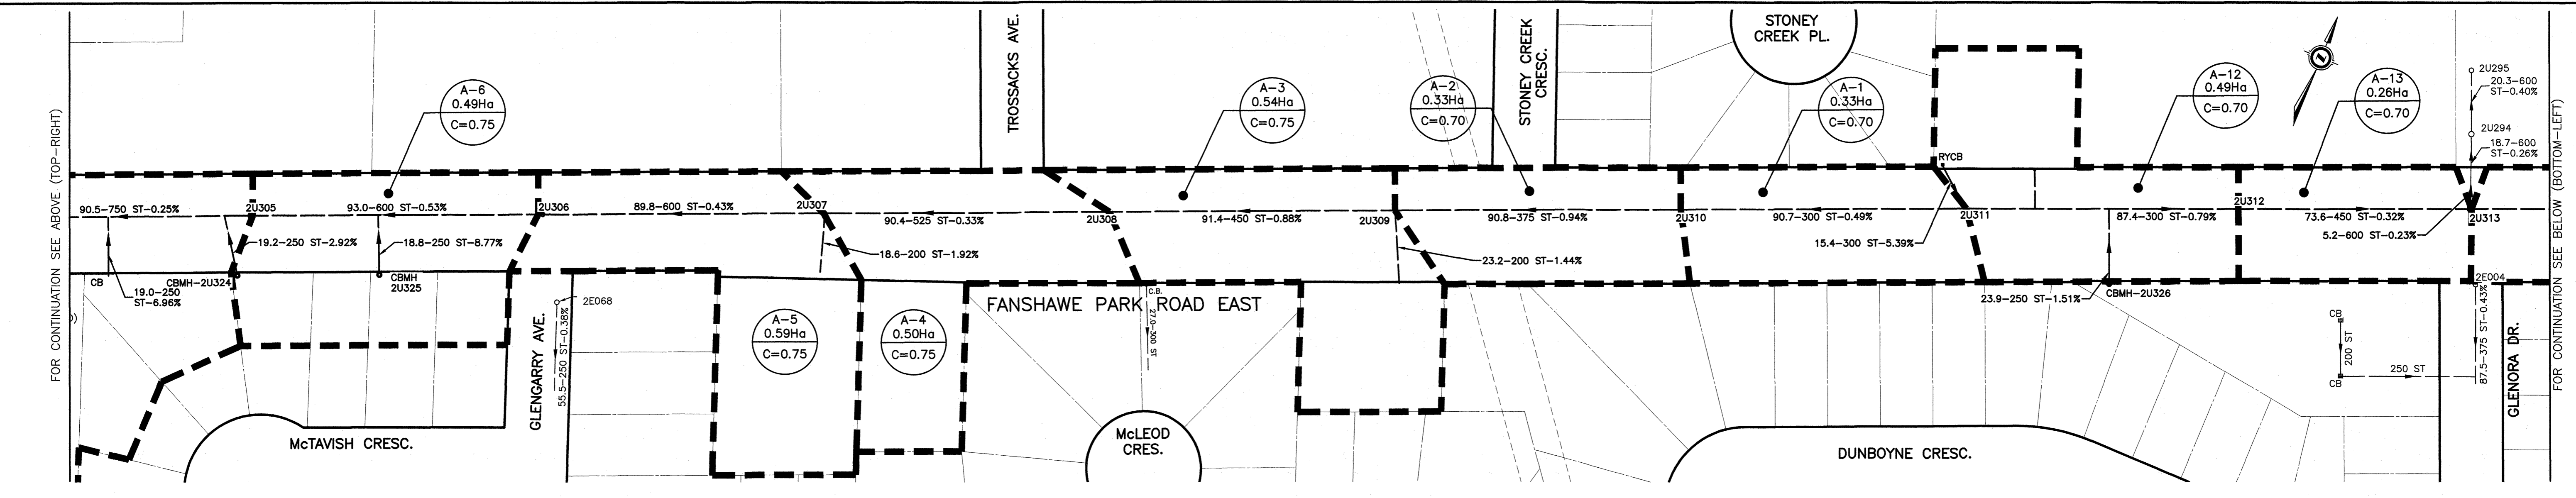 FOR CONTINUATION SEE ABOVE (TOP-RIGHT)
A-6
0.49Ha
C=0.75
TROSSACKS AVE.
A-3
0.54Ha
C=0.75
A-2
0.33Ha
C=0.70
STONEY CREEK
CRESC.
STONEY
CREEK PL.
A-1
0.33Ha
C=0.70
A-12
0.49Ha
C=0.70
A-13
0.26Ha
C=0.70
2U295
20.3-600
ST-0.40%
2U294
18.7-600
ST-0.26%
RYCB
90.5-750 ST-0.25%
2U305
93.0-600 ST-0.53%
2U306
89.8-600 ST-0.43%
2U307
90.4-525 ST-0.33%
2U308
91.4-450 ST-0.88%
2U309
90.8-375 ST-0.94%
2U310
90.7-300 ST-0.49%
2U311
87.4-300 ST-0.79%
2U312
73.6-450 ST-0.32%
2U313
19.2-250 ST-2.92%
18.8-250 ST-8.77%
18.6-200 ST-1.92%
23.2-200 ST-1.44%
15.4-300 ST-5.39%
5.2-600 ST-0.23%
CB
19.0-250
ST-6.96%
CBMH-2U324
CBMH
2U325
2E068
55.5-250 ST-0.38%
GLENGARRY AVE.
A-5
0.59Ha
C=0.75
A-4
0.50Ha
C=0.75
C.B.
27.0-300 ST
FANSHAWE PARK ROAD EAST
23.9-250 ST-1.51%
CBMH-2U326
2E004
87.5-375 ST-0.43%
CB
200 ST
CB
250 ST
GLENORA DR.
McTAVISH CRESC.
McLEOD
CRES.
DUNBOYNE CRESC.
FOR CONTINUATION SEE BELOW (BOTTOM-LEFT)